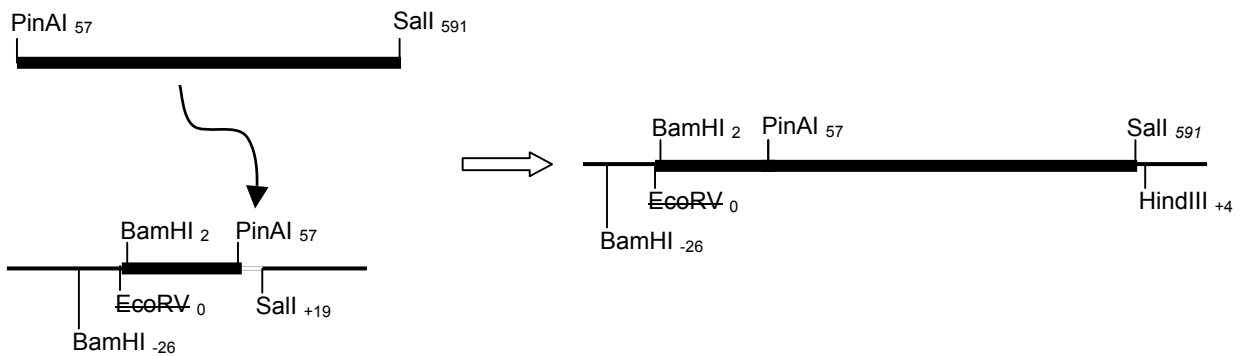 PinAI 57
SalI 591
BamHI 2
PinAI 57
SalI 591
EcoRV 0
HindIII +4
BamHI -26
BamHI 2
PinAI 57
EcoRV 0
SalI +19
BamHI -26